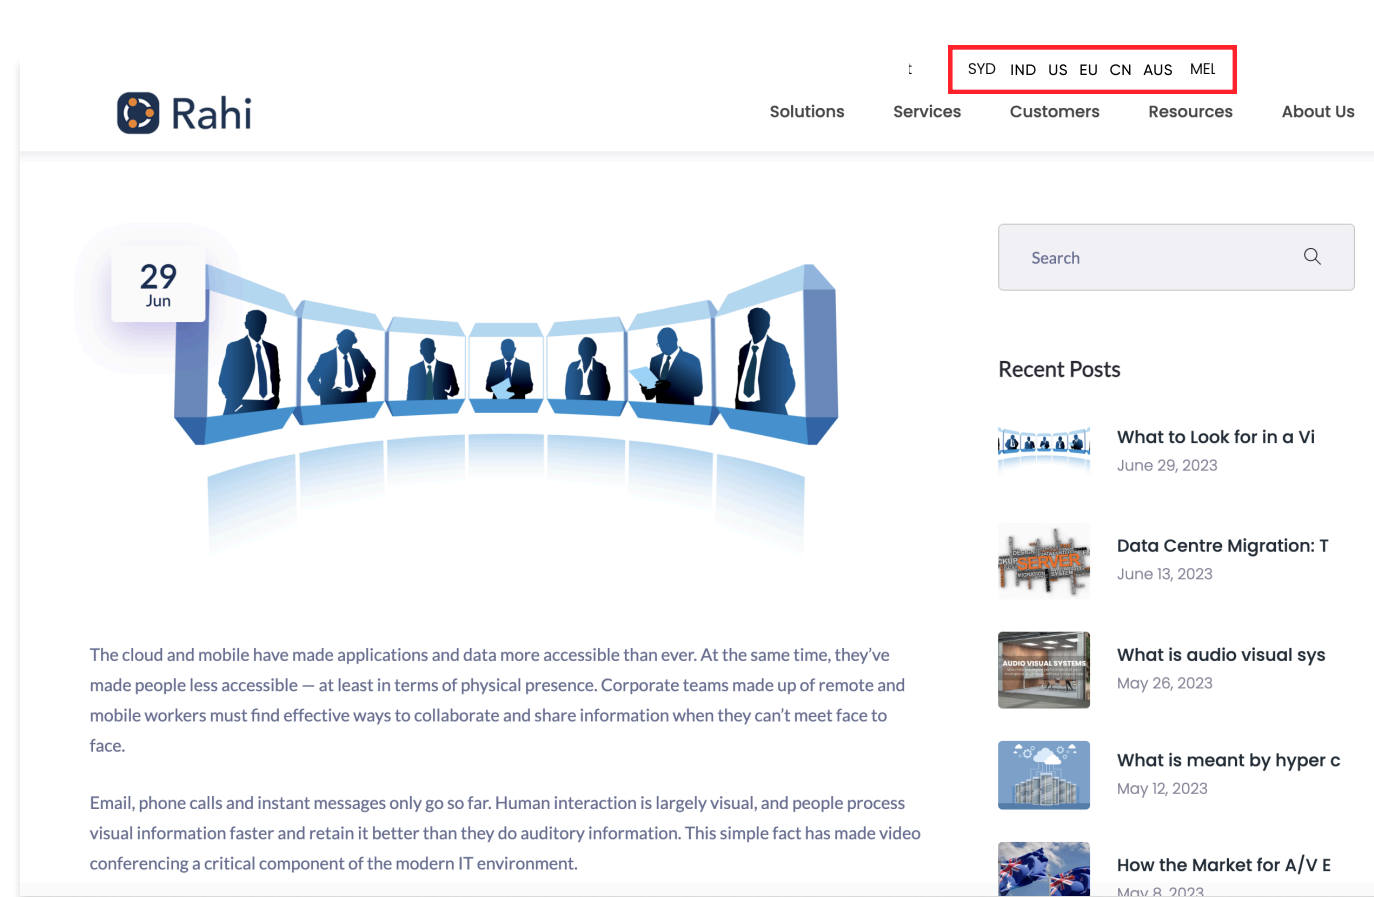 SYD IND US EU CN AUS MEL
Rahi
Solutions Services Customers Resources About Us
29
Jun
Search
The cloud and mobile have made applications and data more accessible than ever. At the same time, they’ve
made people less accessible — at least in terms of physical presence. Corporate teams made up of remote and
mobile workers must find effective ways to collaborate and share information when they can’t meet face to
face.
Email, phone calls and instant messages only go so far. Human interaction is largely visual, and people process
visual information faster and retain it better than they do auditory information. This simple fact has made video
conferencing a critical component of the modern IT environment.
Recent Posts
What to Look for in a Vi
June 29, 2023
Data Centre Migration: T
June 13, 2023
SERVER
AUDIO VISUAL SYSTEMS
What is audio visual sys
May 26, 2023
What is meant by hyper c
May 12, 2023
How the Market for A/V E
May 8, 2023